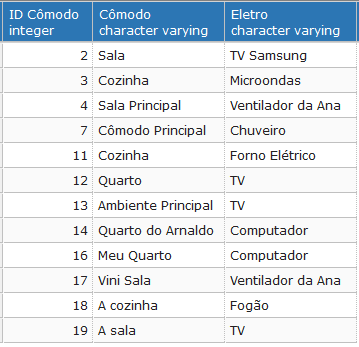 ID Cômodo Cômodo Eletro
integer character varying character varying
2 Sala TV Samsung
3 Cozinha Microondas
4 Sala Principal Ventilador da Ana
7 Cômodo Principal Chuveiro
11 Cozinha Forno Elétrico
12 Quarto TV
13 Ambiente Principal TV
14 Quarto do Arnaldo Computador
16 Meu Quarto Computador
17 Vini Sala Ventilador da Ana
18 A cozinha Fogão
19 A sala TV